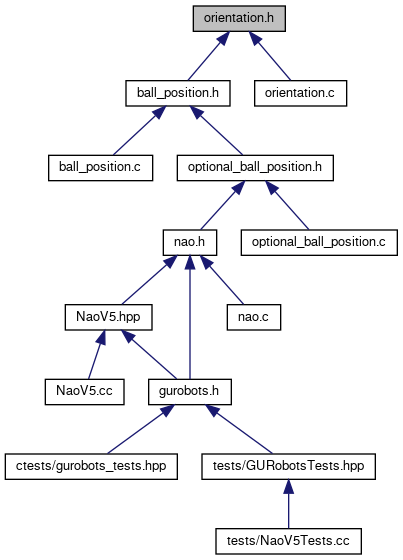 orientation.h
ball_position.h
orientation.c
ball_position.c
optional_ball_position.h
nao.h
optional_ball_position.c
NaoV5.hpp
nao.c
NaoV5.cc
gurobots.h
ctests/gurobots_tests.hpp
tests/GURobotsTests.hpp
tests/NaoV5Tests.cc